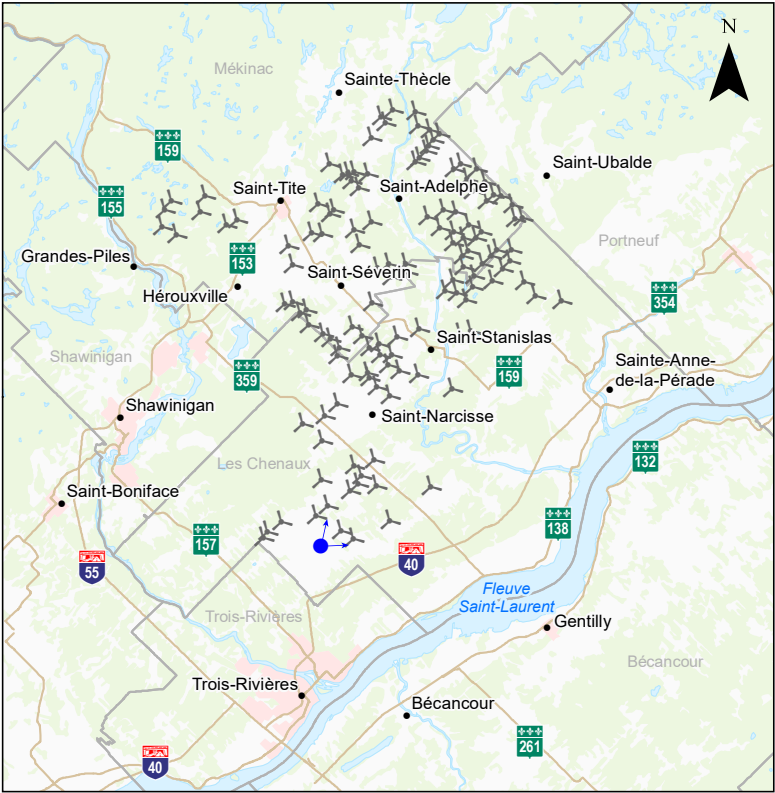 N
Mékinac
Sainte-Thècle
159
Saint-Ubalde
Saint-Tite
Saint-Adelphe
155
Portneuf
Grandes-Piles
153
Saint-Séverin
Hérouxville
354
Saint-Stanislas
Shawinigan
359
159
Sainte-Anne-
de-la-Pérade
Shawinigan
Saint-Narcisse
Les Chenaux
132
Saint-Boniface
138
157
55
40
Fleuve
Saint-Laurent
Trois-Rivières
Gentilly
Bécancour
Trois-Rivières
Bécancour
261
40